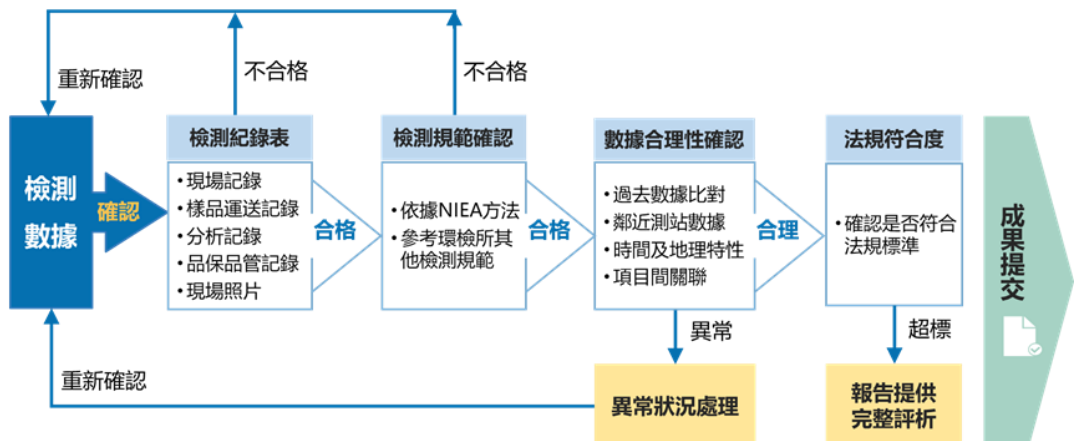 重新確認
不合格
不合格
檢測
數據
確認
檢測紀錄表
•現場記錄
•樣品運送記錄
•分析記錄
•品保品管記錄
•現場照片
合格
檢測規範確認
•依據NIEA方法
•參考環檢所其
他檢測規範
合格
數據合理性確認
•過去數據比對
•鄰近測站數據
•時間及地理特性
•項目間關聯
合理
法規符合度
•確認是否符合
法規標準
成果提交
異常
超標
重新確認
異常狀況處理
報告提供
完整評析